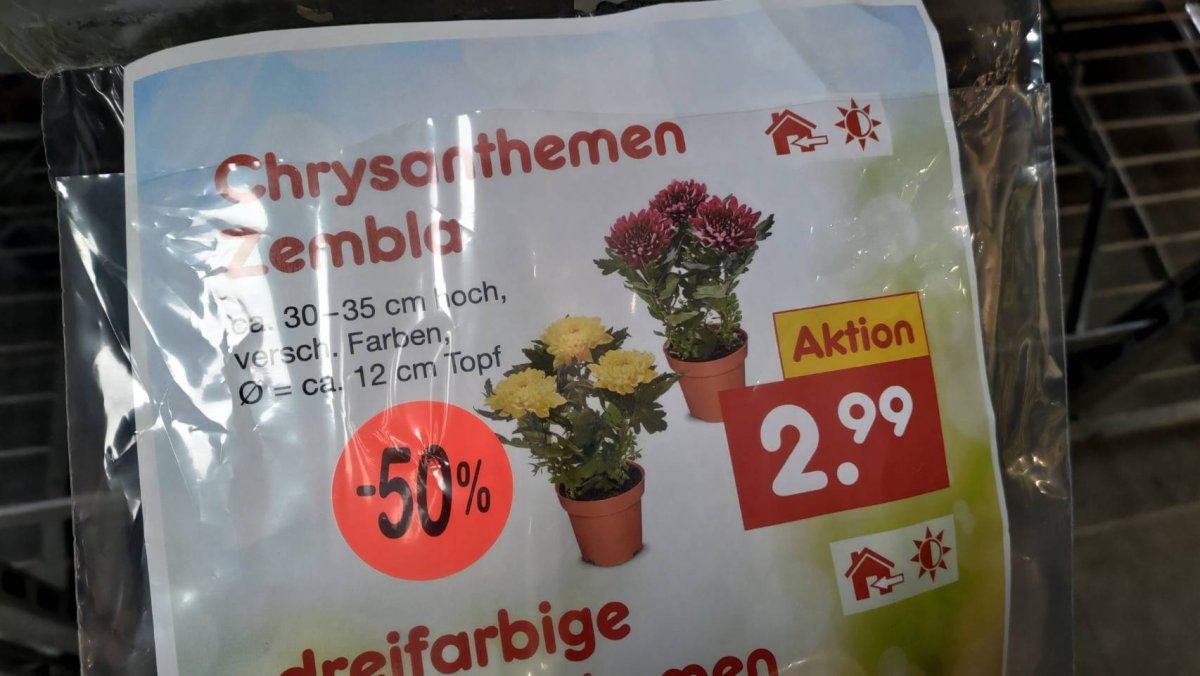 Chrysanthemen
Zembla
ca. 30–35 cm hoch,
versch. Farben,
Ø = ca. 12 cm Topf
-50%
Aktion
2.99
dreifarbige